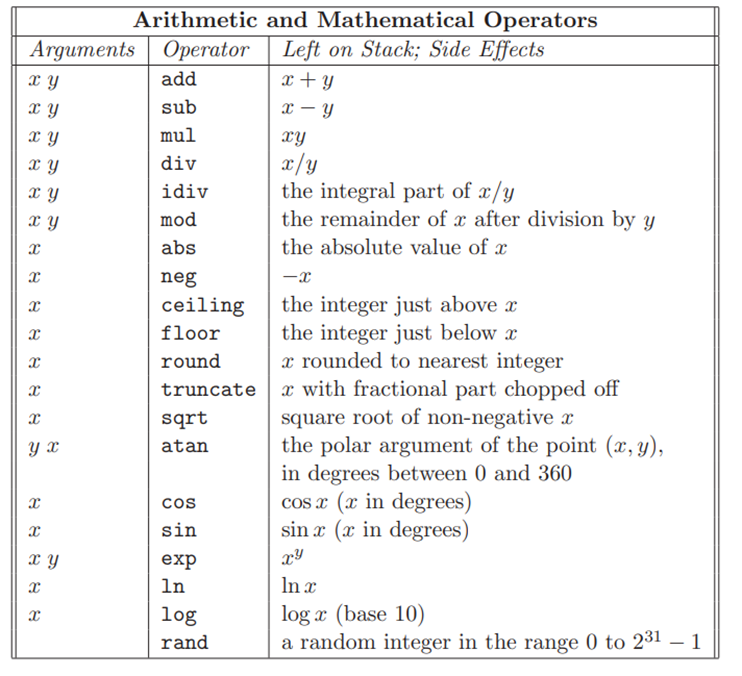 Arithmetic and Mathematical Operators
Arguments Operator Left on Stack; Side Effects
x y add x + y
x y sub x − y
x y mul xy
x y div x/y
x y idiv the integral part of x/y
x y mod the remainder of x after division by y
x abs the absolute value of x
x neg −x
x ceiling the integer just above x
x floor the integer just below x
x round x rounded to nearest integer
x truncate x with fractional part chopped off
x sqrt square root of non-negative x
y x atan the polar argument of the point (x, y),
in degrees between 0 and 360
x cos cos x (x in degrees)
x sin sin x (x in degrees)
x y exp x^y
x ln ln x
x log log x (base 10)
rand a random integer in the range 0 to 2^31 − 1